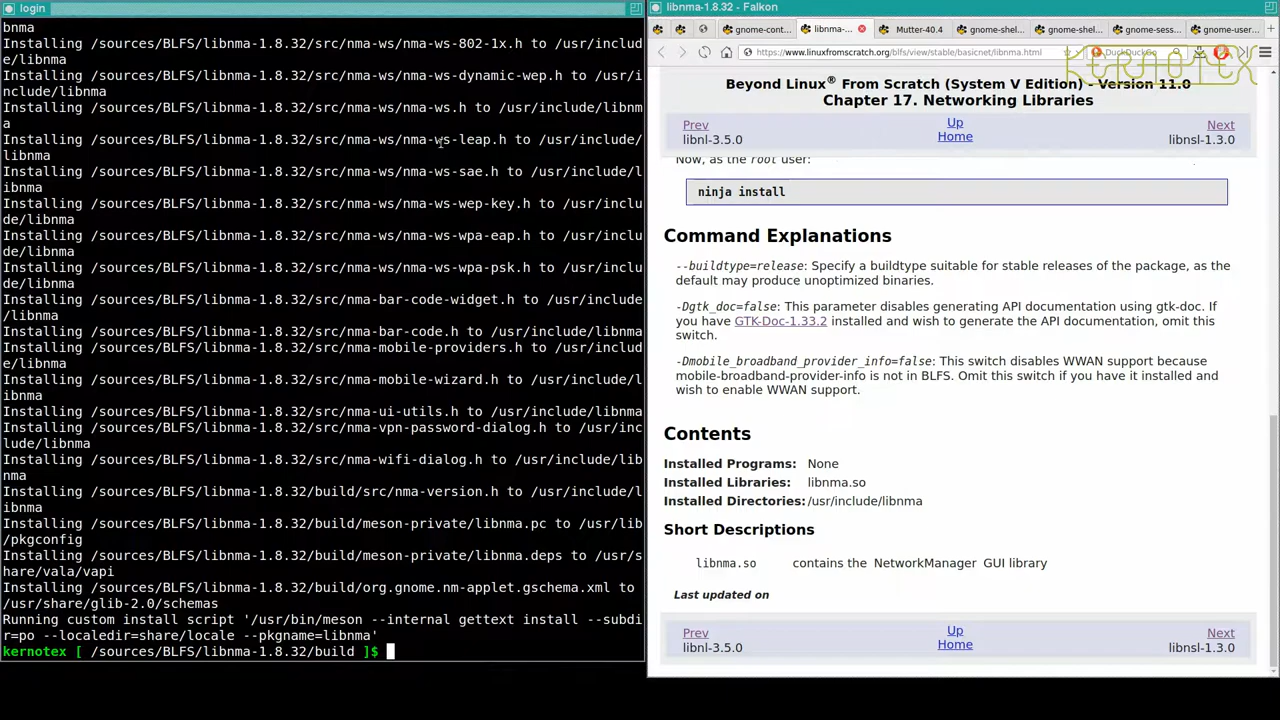 login
bnma
Installing /sources/BLFS/libnma-1.8.32/src/nma-ws/nma-ws-802-1x.h to /usr/includ
e/libnma
Installing /sources/BLFS/libnma-1.8.32/src/nma-ws/nma-ws-dynamic-wep.h to /usr/i
nclude/libnma
Installing /sources/BLFS/libnma-1.8.32/src/nma-ws/nma-ws.h to /usr/include/libnm
a
Installing /sources/BLFS/libnma-1.8.32/src/nma-ws/nma-ws-leap.h to /usr/include/
libnma
Installing /sources/BLFS/libnma-1.8.32/src/nma-ws/nma-ws-sae.h to /usr/include/l
ibnma
Installing /sources/BLFS/libnma-1.8.32/src/nma-ws/nma-ws-wep-key.h to /usr/inclu
de/libnma
Installing /sources/BLFS/libnma-1.8.32/src/nma-ws/nma-ws-wpa-eap.h to /usr/inclu
de/libnma
Installing /sources/BLFS/libnma-1.8.32/src/nma-ws/nma-ws-wpa-psk.h to /usr/inclu
de/libnma
Installing /sources/BLFS/libnma-1.8.32/src/nma-bar-code-widget.h to /usr/include
/libnma
Installing /sources/BLFS/libnma-1.8.32/src/nma-bar-code.h to /usr/include/libnma
Installing /sources/BLFS/libnma-1.8.32/src/nma-mobile-providers.h to /usr/includ
e/libnma
Installing /sources/BLFS/libnma-1.8.32/src/nma-mobile-wizard.h to /usr/include/l
ibnma
Installing /sources/BLFS/libnma-1.8.32/src/nma-ui-utils.h to /usr/include/libnma
Installing /sources/BLFS/libnma-1.8.32/src/nma-vpn-password-dialog.h to /usr/inc
lude/libnma
Installing /sources/BLFS/libnma-1.8.32/src/nma-wifi-dialog.h to /usr/include/lib
nma
Installing /sources/BLFS/libnma-1.8.32/build/src/nma-version.h to /usr/include/l
ibnma
Installing /sources/BLFS/libnma-1.8.32/build/meson-private/libnma.pc to /usr/lib
/pkgconfig
Installing /sources/BLFS/libnma-1.8.32/build/meson-private/libnma.deps to /usr/s
hare/vala/vapi
Installing /sources/BLFS/libnma-1.8.32/build/org.gnome.nm-applet.gschema.xml to
/usr/share/glib-2.0/schemas
Running custom install script '/usr/bin/meson --internal gettext install --subdi
r=po --localedir=share/locale --pkgname=libnma'
kernotex [ /sources/BLFS/libnma-1.8.32/build ]$
libnma-1.8.32 - Falkon
gnome-cont... libnma-... Mutter-40.4 gnome-shel... gnome-shel... gnome-sess... gnome-user...
https://www.linuxfromscratch.org/blfs/view/stable/basicnet/libnma.html DuckDuckGo
KERNOTEX
Beyond Linux® From Scratch (System V Edition) - Version 11.0
Chapter 17. Networking Libraries
Prev Up Next
libnl-3.5.0 Home libnsl-1.3.0
Now, as the root user:
ninja install
Command Explanations
--buildtype=release: Specify a buildtype suitable for stable releases of the package, as the
default may produce unoptimized binaries.
-Dgtk_doc=false: This parameter disables generating API documentation using gtk-doc. If
you have GTK-Doc-1.33.2 installed and wish to generate the API documentation, omit this
switch.
-Dmobile_broadband_provider_info=false: This switch disables WWAN support because
mobile-broadband-provider-info is not in BLFS. Omit this switch if you have it installed and
wish to enable WWAN support.
Contents
Installed Programs: None
Installed Libraries: libnma.so
Installed Directories: /usr/include/libnma
Short Descriptions
libnma.so contains the NetworkManager GUI library
Last updated on
Prev Up Next
libnl-3.5.0 Home libnsl-1.3.0